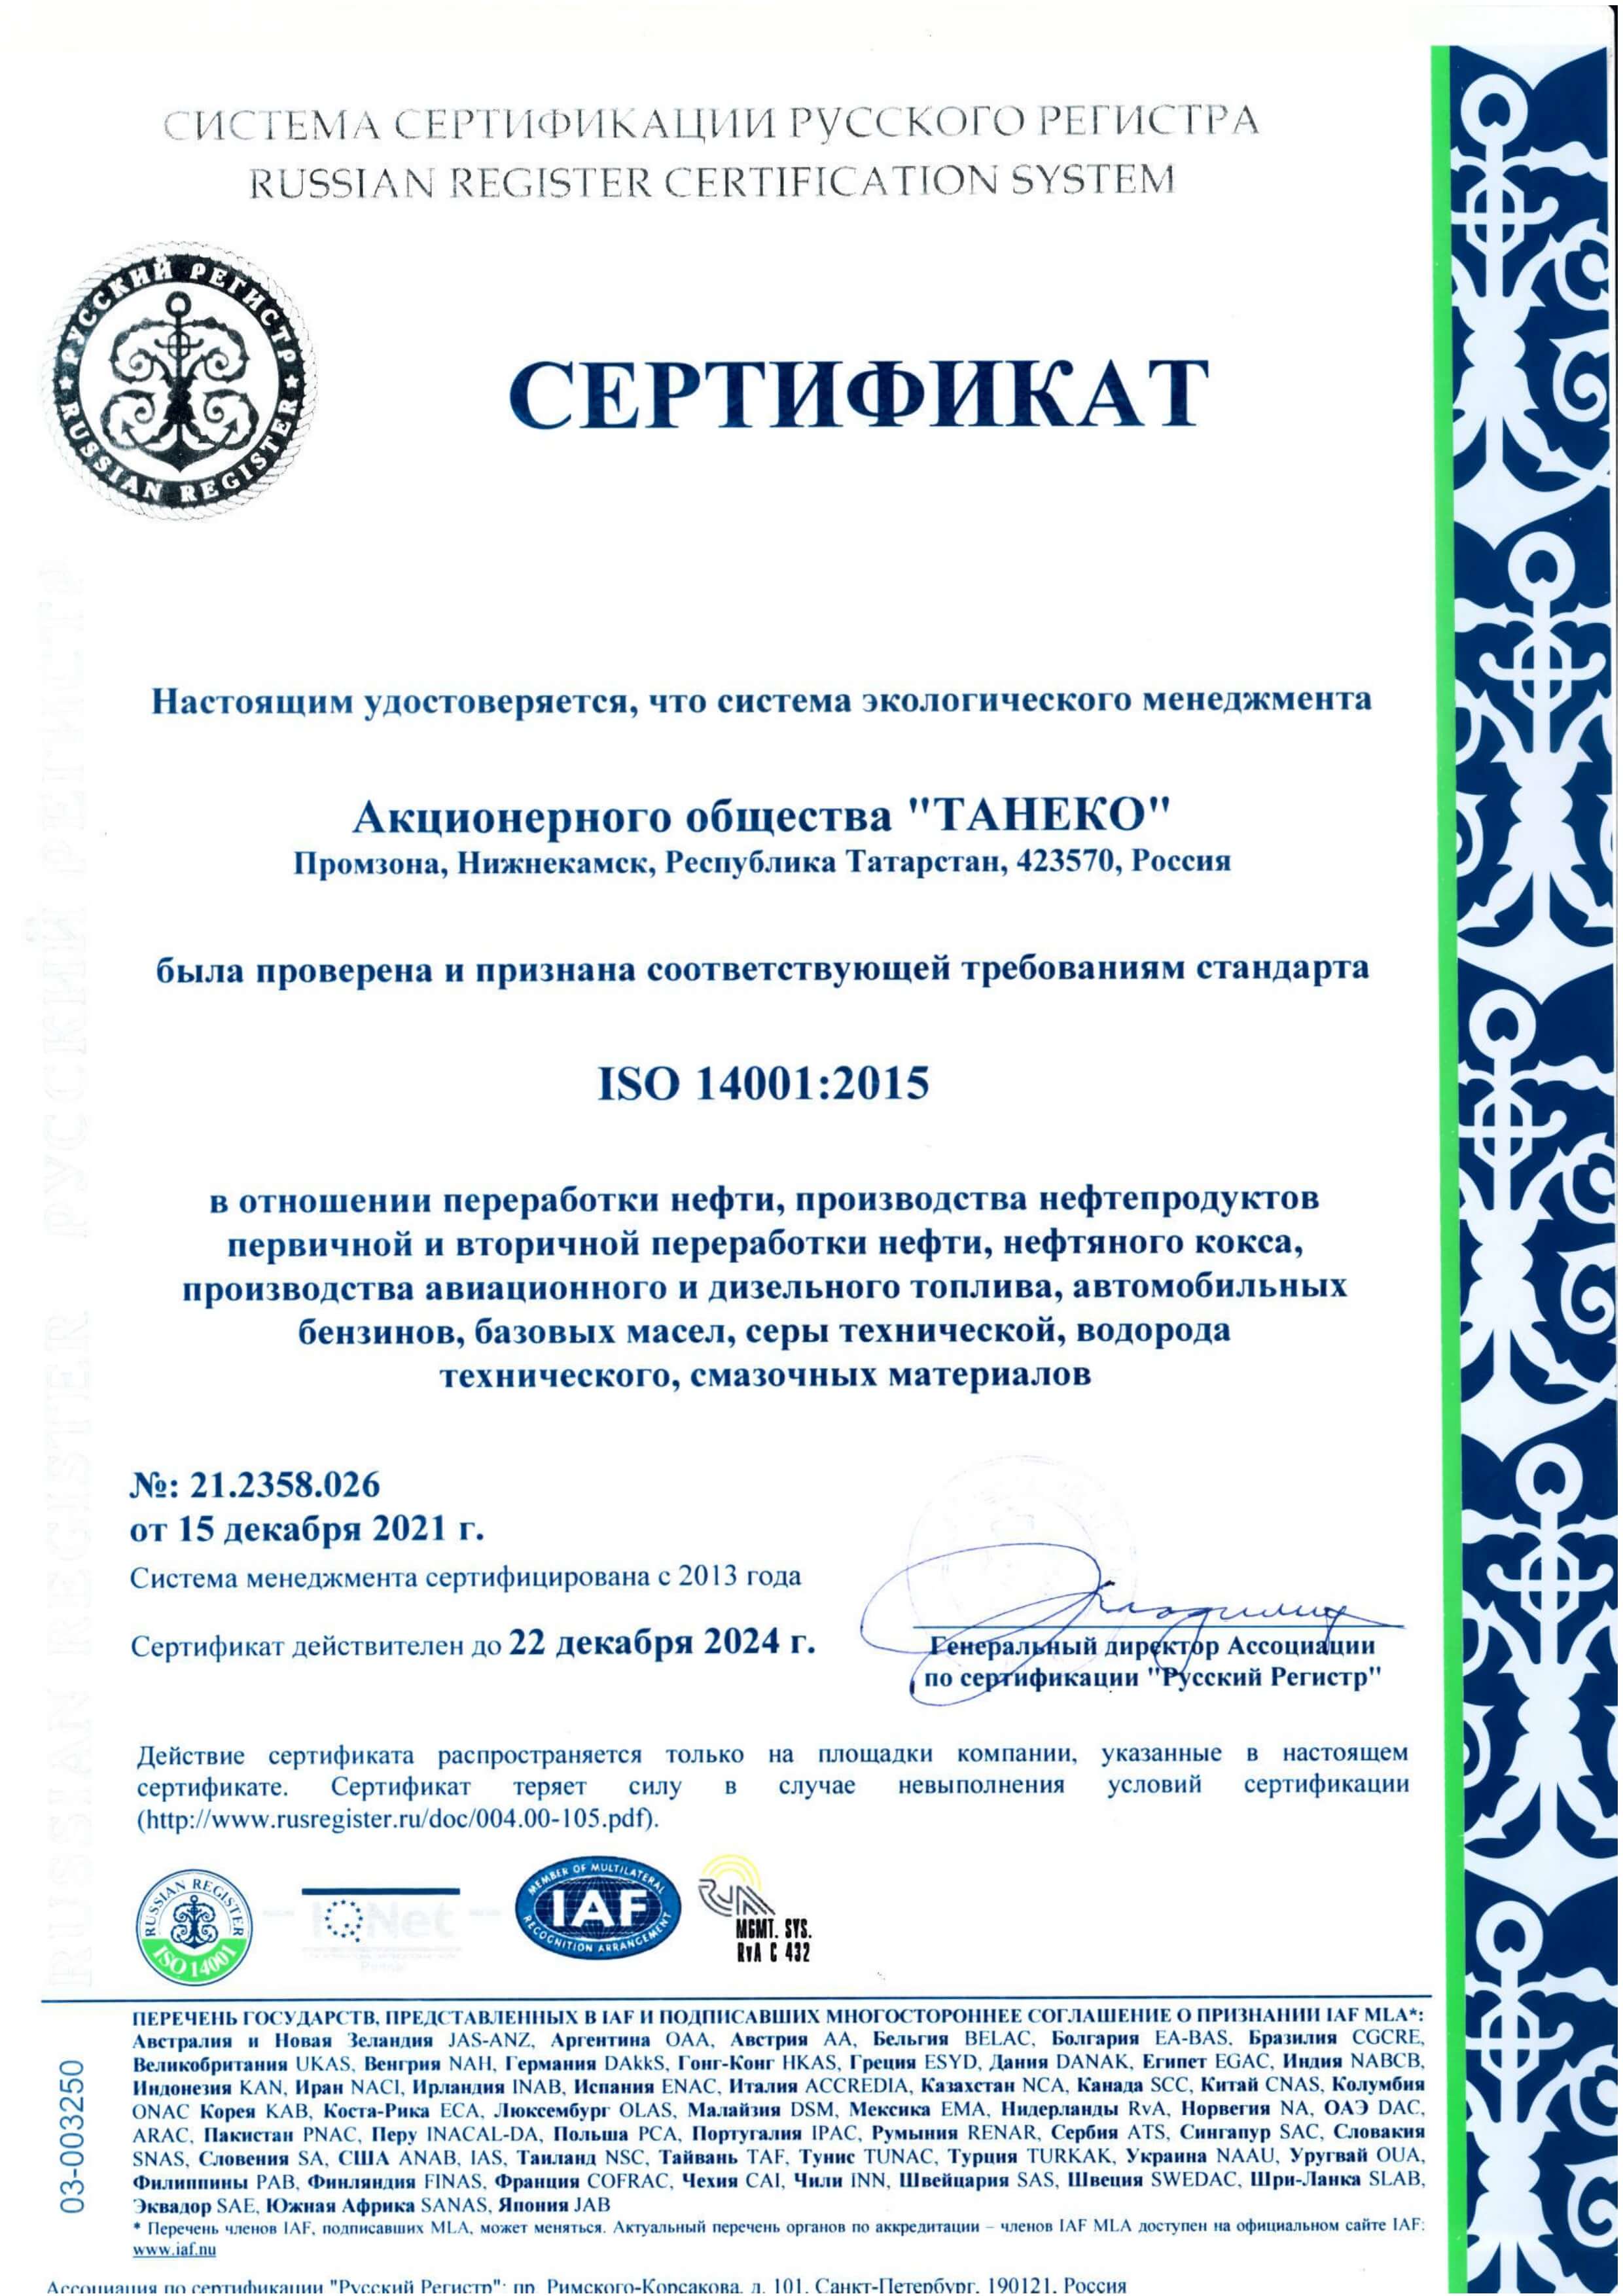 СИСТЕМА СЕРТИФИКАЦИИ РУССКОГО РЕГИСТРА
RUSSIAN REGISTER CERTIFICATION SYSTEM
РУССКИЙ РЕГИСТР
RUSSIAN REGISTER
СЕРТИФИКАТ
Настоящим удостоверяется, что система экологического менеджмента
Акционерного общества "ТАНЕКО"
Промзона, Нижнекамск, Республика Татарстан, 423570, Россия
была проверена и признана соответствующей требованиям стандарта
ISO 14001:2015
в отношении переработки нефти, производства нефтепродуктов
первичной и вторичной переработки нефти, нефтяного кокса,
производства авиационного и дизельного топлива, автомобильных
бензинов, базовых масел, серы технической, водорода
технического, смазочных материалов
№: 21.2358.026
от 15 декабря 2021 г.
Система менеджмента сертифицирована с 2013 года
Сертификат действителен до 22 декабря 2024 г.
Генеральный директор Ассоциации
по сертификации "Русский Регистр"
Действие сертификата распространяется только на площадки компании, указанные в настоящем
сертификате. Сертификат теряет силу в случае невыполнения условий сертификации
(http://www.rusregister.ru/doc/004.00-105.pdf).
RUSSIAN REGISTER
ISO 14001
IQNet
MEMBER OF MULTILATERAL
IAF
RECOGNITION ARRANGEMENT
RVA
MGMT. SYS.
RvA C 432
ПЕРЕЧЕНЬ ГОСУДАРСТВ, ПРЕДСТАВЛЕННЫХ В IAF И ПОДПИСАВШИХ МНОГОСТОРОННЕЕ СОГЛАШЕНИЕ О ПРИЗНАНИИ IAF MLA*:
Австралия и Новая Зеландия JAS-ANZ, Аргентина OAA, Австрия AA, Бельгия BELAC, Болгария EA-BAS, Бразилия CGCRE,
Великобритания UKAS, Венгрия NAH, Германия DAkkS, Гонг-Конг HKAS, Греция ESYD, Дания DANAK, Египет EGAC, Индия NABCB,
Индонезия KAN, Иран NACI, Ирландия INAB, Испания ENAC, Италия ACCREDIA, Казахстан NCA, Канада SCC, Китай CNAS, Колумбия
ONAC Корея KAB, Коста-Рика ECA, Люксембург OLAS, Малайзия DSM, Мексика EMA, Нидерланды RvA, Норвегия NA, ОАЭ DAC,
ARAC, Пакистан PNAC, Перу INACAL-DA, Польша PCA, Португалия IPAC, Румыния RENAR, Сербия ATS, Сингапур SAC, Словакия
SNAS, Словения SA, США ANAB, IAS, Таиланд NSC, Тайвань TAF, Тунис TUNAC, Турция TURKAK, Украина NAAU, Уругвай OUA,
Филиппины PAB, Финляндия FINAS, Франция COFRAC, Чехия CAI, Чили INN, Швейцария SAS, Швеция SWEDAC, Шри-Ланка SLAB,
Эквадор SAE, Южная Африка SANAS, Япония JAB
* Перечень членов IAF, подписавших MLA, может меняться. Актуальный перечень органов по аккредитации – членов IAF MLA доступен на официальном сайте IAF:
www.iaf.nu
03-003250
Ассоциация по сертификации "Русский Регистр": пр. Римского-Корсакова, д. 101, Санкт-Петербург, 190121, Россия
RUSSIAN REGISTER РУССКИЙ РЕГИСТР